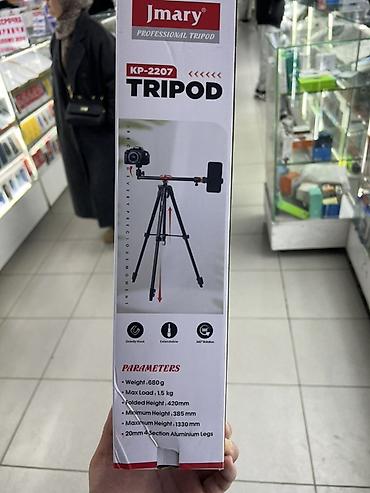 Jmary®
PROFESSIONAL TRIPOD
KP-2207
TRIPOD
Gravity Hook
Extendable
360° Rotation
PARAMETERS
• Weight : 680 g
• Max Load : 1.5 kg
• Folded Height : 420mm
• Minimum Height : 385 mm
• Maximum Height : 1330 mm
• 20mm 4-Section Aluminium Legs